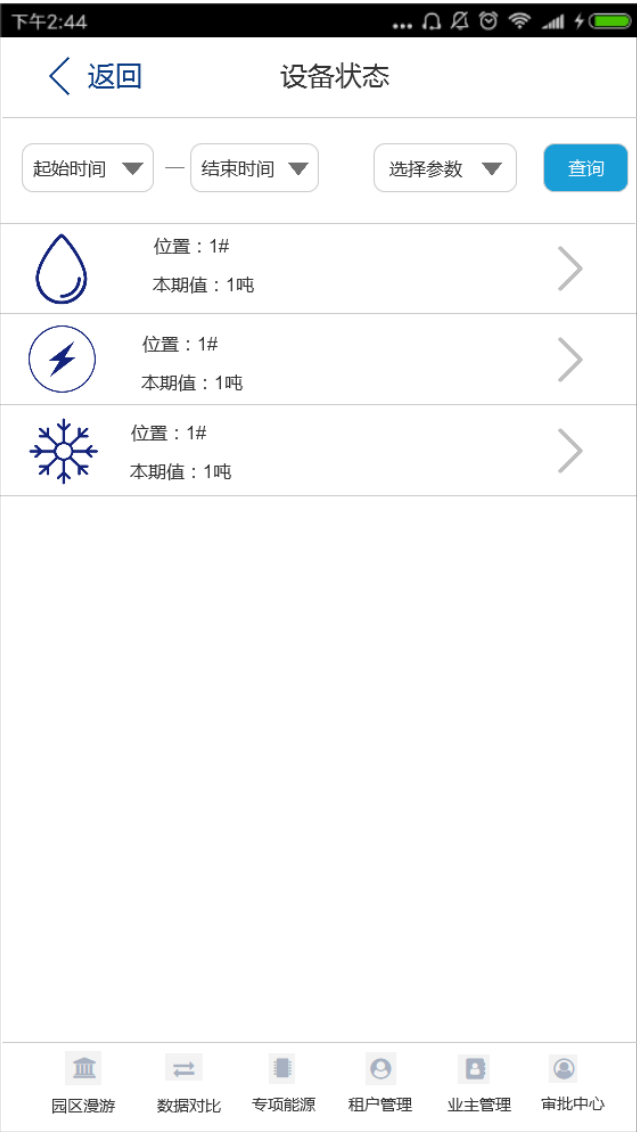 下午2:44
返回
设备状态
起始时间 — 结束时间 选择参数 查询
位置：1#
本期值：1吨
位置：1#
本期值：1吨
位置：1#
本期值：1吨
园区漫游 数据对比 专项能源 租户管理 业主管理 审批中心